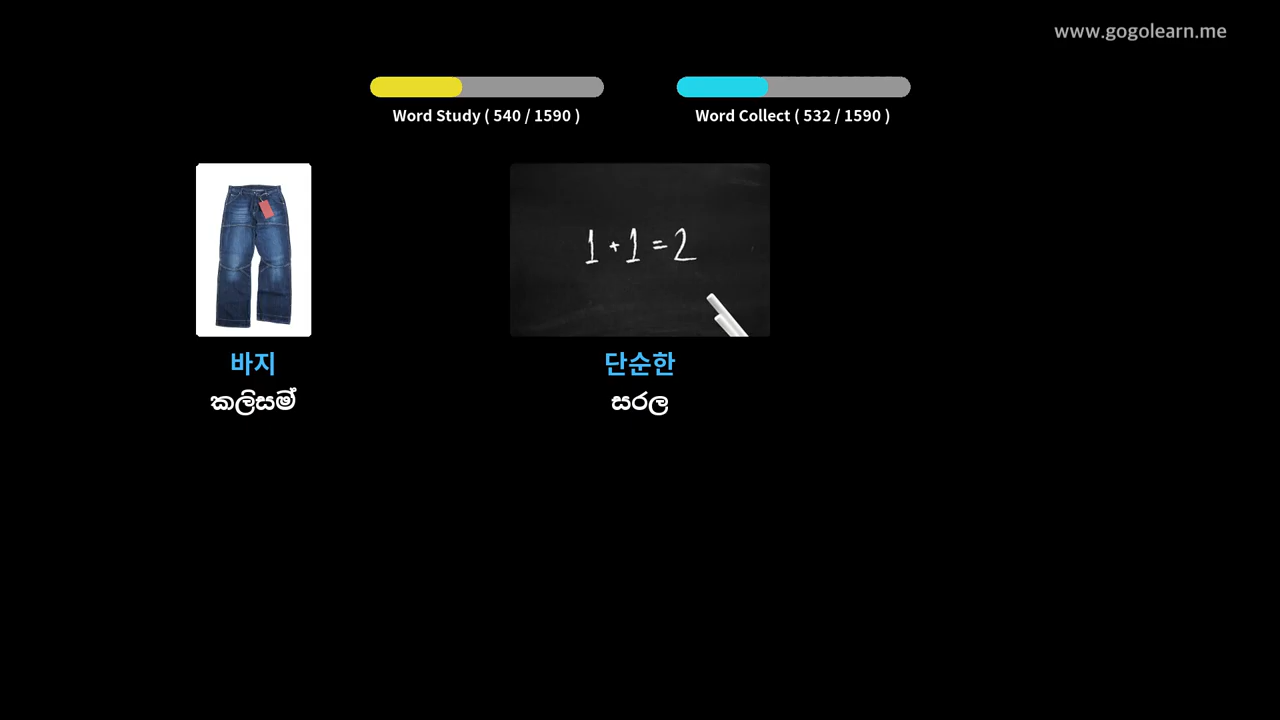 www.gogolearn.me
Word Study ( 540 / 1590 )
Word Collect ( 532 / 1590 )
1 + 1 = 2
바지
කලිසම්
단순한
සරල